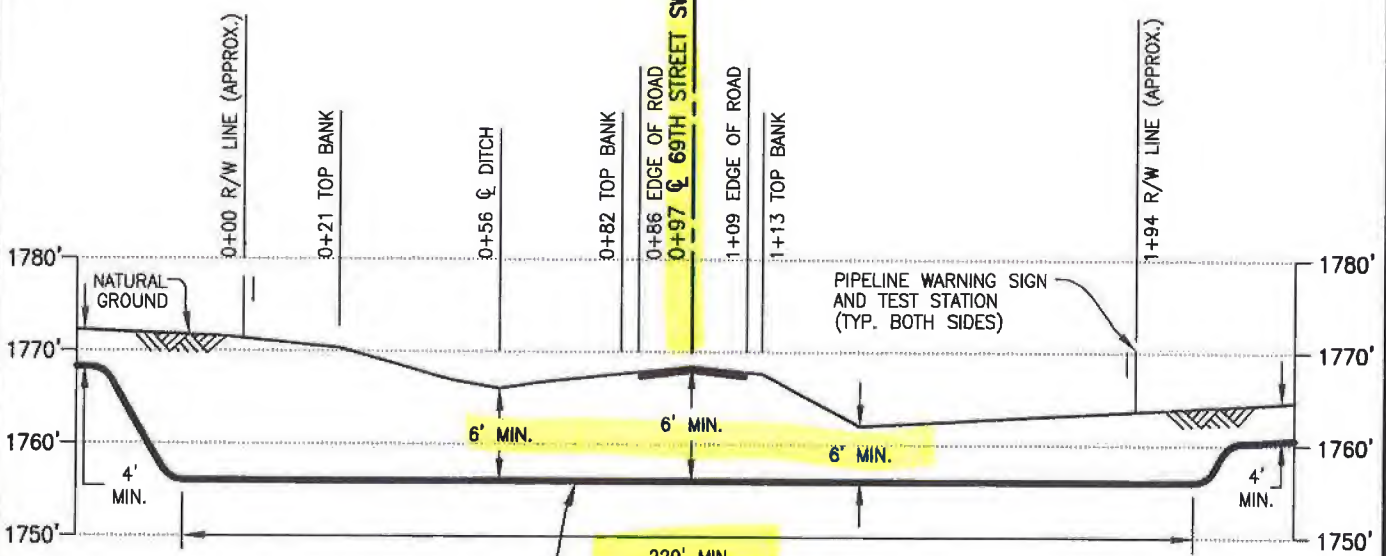 0+00 R/W LINE (APPROX.)
0+21 TOP BANK
0+56 ℄ DITCH
0+82 TOP BANK
0+86 EDGE OF ROAD
0+97 ℄ 69TH STREET
1+09 EDGE OF ROAD
1+13 TOP BANK
1+94 R/W LINE (APPROX.)
1780'
1780'
NATURAL
GROUND
PIPELINE WARNING SIGN
AND TEST STATION
(TYP. BOTH SIDES)
1770'
1770'
6' MIN.
6' MIN.
6' MIN.
1760'
1760'
4'
MIN.
4'
MIN.
1750'
1750'